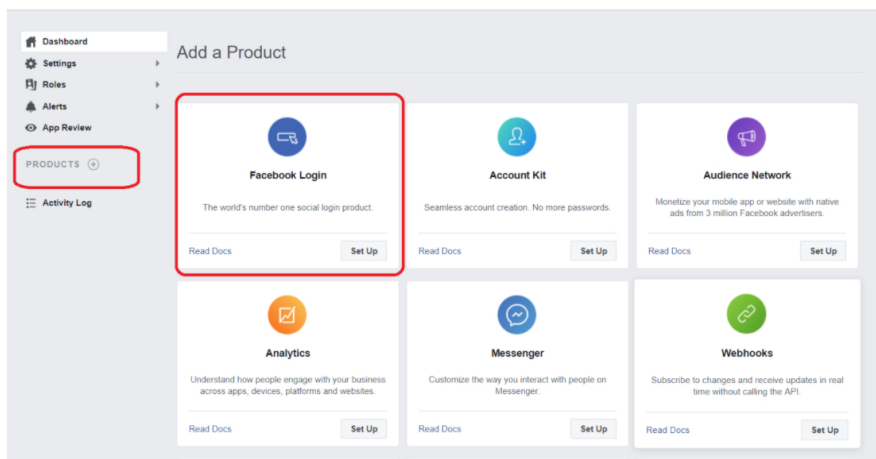 Dashboard
Settings
Roles
Alerts
App Review
PRODUCTS
Activity Log
Add a Product
Facebook Login
The world's number one social login product.
Read Docs
Set Up
Account Kit
Seamless account creation. No more passwords.
Read Docs
Set Up
Audience Network
Monetize your mobile app or website with native
ads from 3 million Facebook advertisers.
Read Docs
Set Up
Analytics
Understand how people engage with your business
across apps, devices, platforms and websites.
Read Docs
Set Up
Messenger
Customize the way you interact with people on
Messenger.
Read Docs
Set Up
Webhooks
Subscribe to changes and receive updates in real
time without calling the API.
Read Docs
Set Up